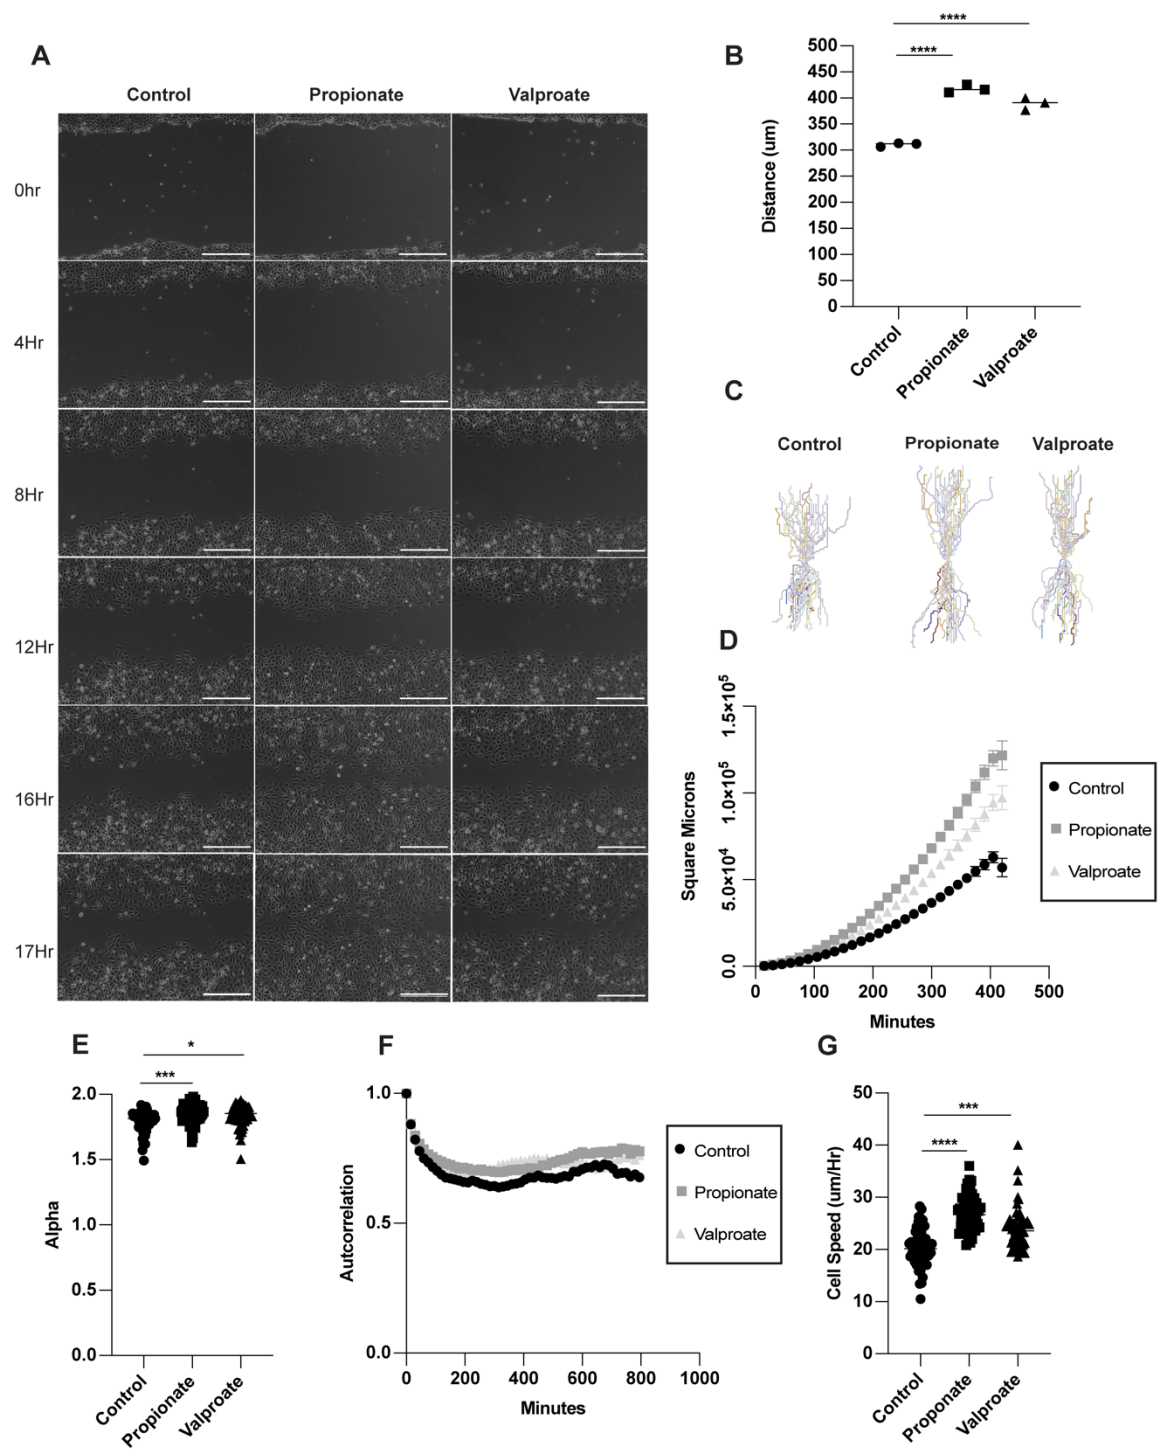 A
Control Propionate Valproate
0hr
4Hr
8Hr
12Hr
16Hr
17Hr
B
****
****
500
450
400
350
300
250
200
150
100
50
0
Distance (um)
Control Propionate Valproate
C
Control Propionate Valproate
D
1.5×10⁵
1.0×10⁵
5.0×10⁴
0.0
Square Microns
0 100 200 300 400 500
Minutes
Control
Propionate
Valproate
E
*
***
2.0
1.5
1.0
0.5
0.0
Alpha
Control Propionate Valproate
F
1.0
0.5
0.0
Autcorrelation
0 200 400 600 800 1000
Minutes
Control
Propionate
Valproate
G
***
****
50
40
30
20
10
0
Cell Speed (um/Hr)
Control Proponate Valproate